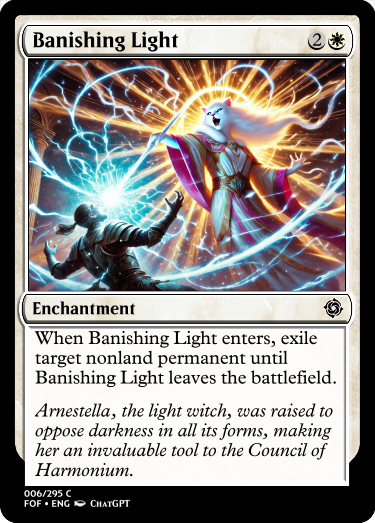 Banishing Light 2
Enchantment
When Banishing Light enters, exile
target nonland permanent until
Banishing Light leaves the battlefield.
Arnestella, the light witch, was raised to
oppose darkness in all its forms, making
her an invaluable tool to the Council of
Harmonium.
006/295 C
FOF • ENG ChatGPT